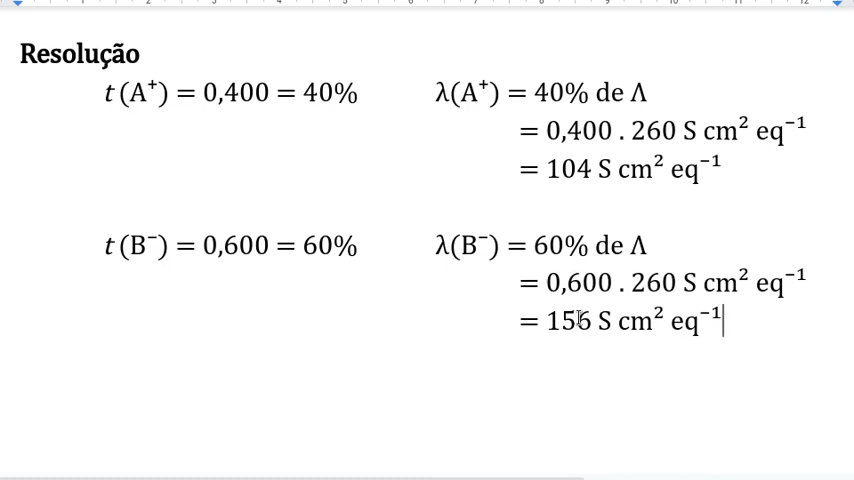 Resolução
t (A⁺) = 0,400 = 40% λ(A⁺) = 40% de Λ
= 0,400 . 260 S cm² eq⁻¹
= 104 S cm² eq⁻¹
t (B⁻) = 0,600 = 60% λ(B⁻) = 60% de Λ
= 0,600 . 260 S cm² eq⁻¹
= 156 S cm² eq⁻¹